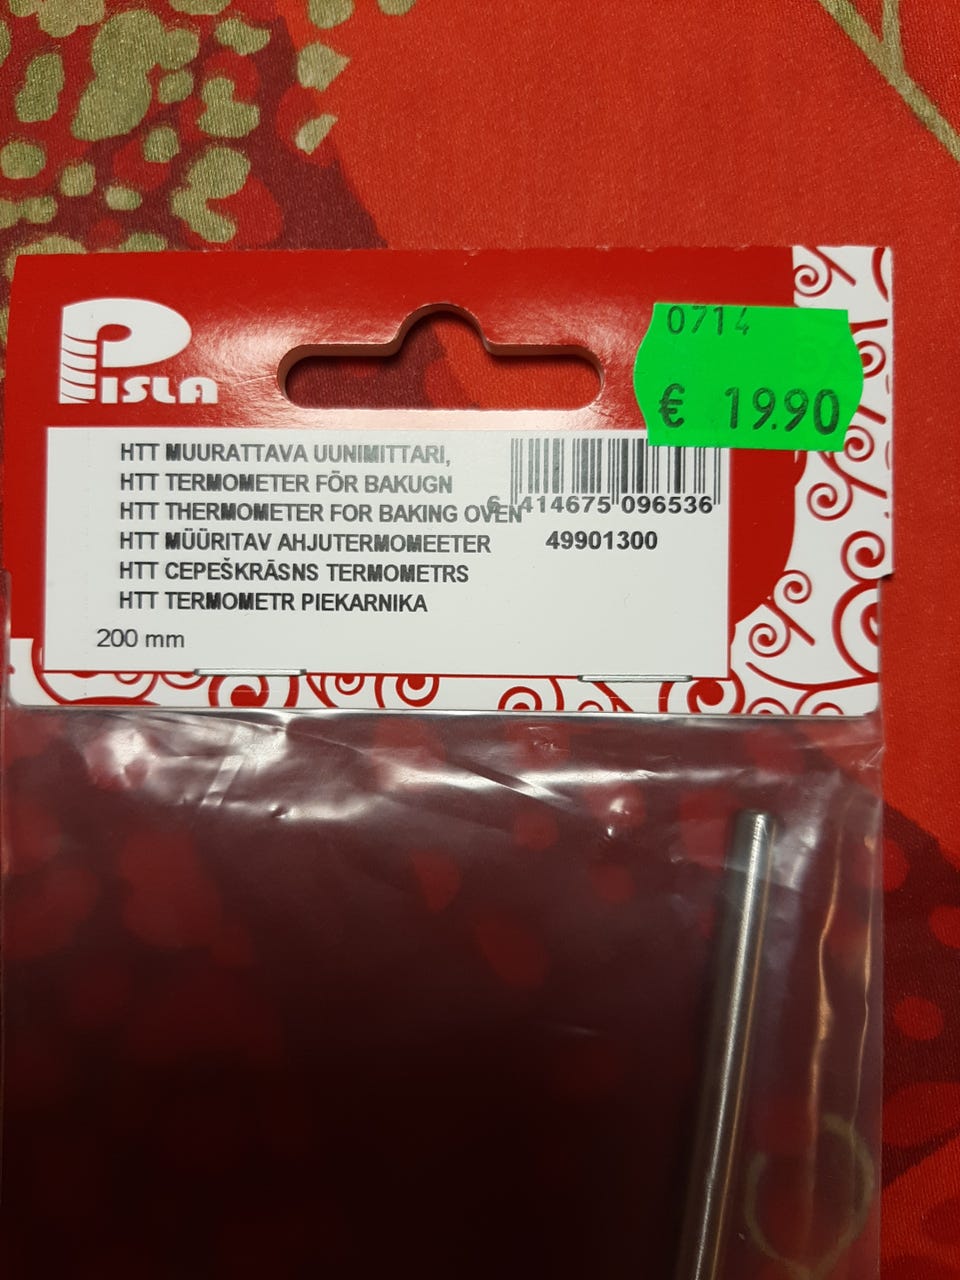 PISLA
0714
€ 19.90
HTT MUURATTAVA UUNIMITTARI,
HTT TERMOMETER FÖR BAKUGN
HTT THERMOMETER FOR BAKING OVEN
HTT MÜÜRITAV AHJUTERMOMEETER
HTT CEPEŠKRĀSNS TERMOMETRS
HTT TERMOMETR PIEKARNIKA
200 mm
6 414675 096536
49901300